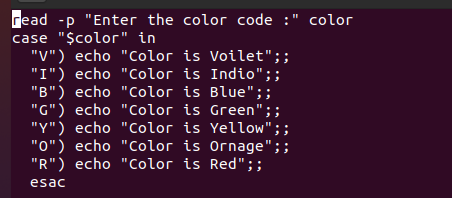 read -p "Enter the color code :" color
case "$color" in
  "V") echo "Color is Voilet";;
  "I") echo "Color is Indio";;
  "B") echo "Color is Blue";;
  "G") echo "Color is Green";;
  "Y") echo "Color is Yellow";;
  "O") echo "Color is Ornage";;
  "R") echo "Color is Red";;
  esac